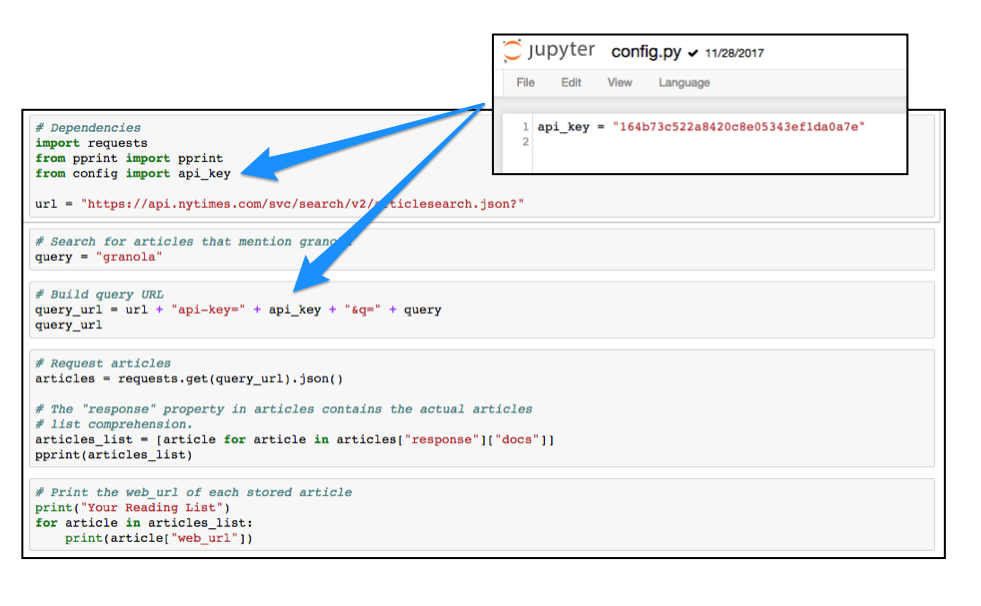 jupyter config.py ✔ 11/28/2017
File Edit View Language
1 api_key = "164b73c522a8420c8e05343ef1da0a7e"
2
# Dependencies
import requests
from pprint import pprint
from config import api_key
url = "https://api.nytimes.com/svc/search/v2/articlesearch.json?"
# Search for articles that mention granola
query = "granola"
# Build query URL
query_url = url + "api-key=" + api_key + "&q=" + query
query_url
# Request articles
articles = requests.get(query_url).json()
# The "response" property in articles contains the actual articles
# list comprehension.
articles_list = [article for article in articles["response"]["docs"]]
pprint(articles_list)
# Print the web_url of each stored article
print("Your Reading List")
for article in articles_list:
    print(article["web_url"])